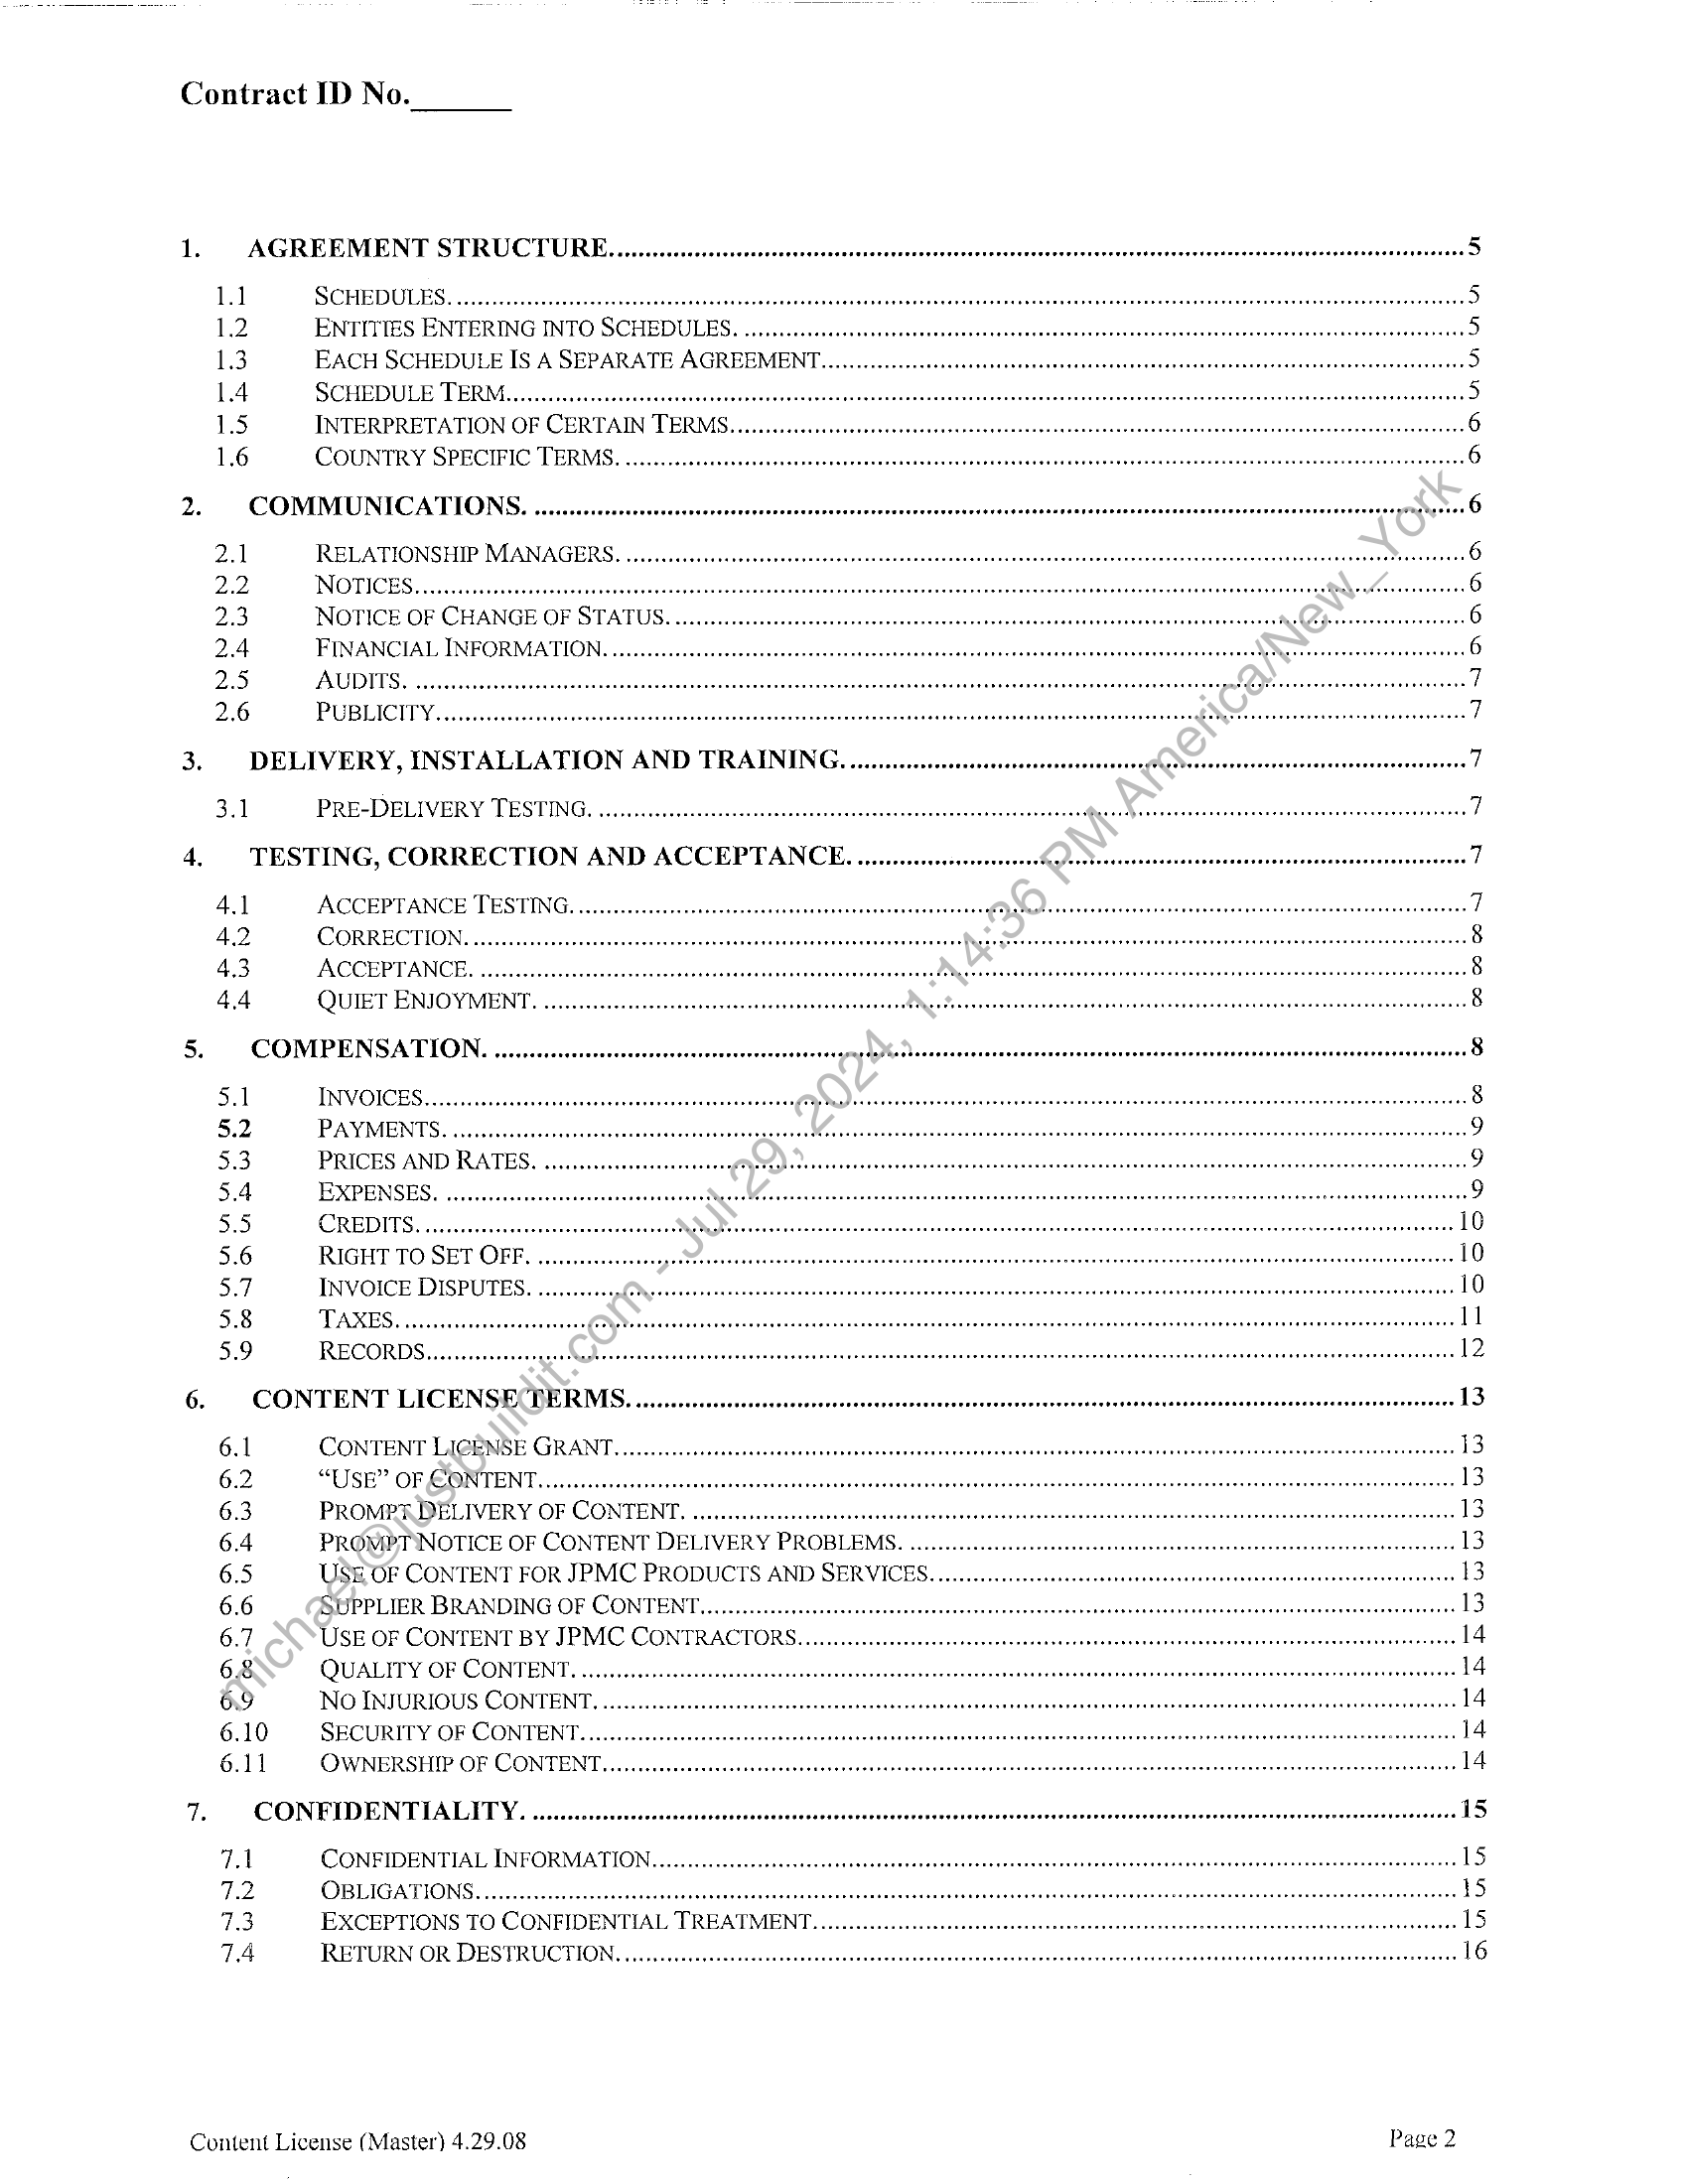 Contract ID No.______
1. AGREEMENT STRUCTURE. 5
1.1 SCHEDULES. 5
1.2 ENTITIES ENTERING INTO SCHEDULES. 5
1.3 EACH SCHEDULE IS A SEPARATE AGREEMENT. 5
1.4 SCHEDULE TERM. 5
1.5 INTERPRETATION OF CERTAIN TERMS. 6
1.6 COUNTRY SPECIFIC TERMS. 6
2. COMMUNICATIONS. 6
2.1 RELATIONSHIP MANAGERS. 6
2.2 NOTICES. 6
2.3 NOTICE OF CHANGE OF STATUS. 6
2.4 FINANCIAL INFORMATION. 6
2.5 AUDITS. 7
2.6 PUBLICITY. 7
3. DELIVERY, INSTALLATION AND TRAINING. 7
3.1 PRE-DELIVERY TESTING. 7
4. TESTING, CORRECTION AND ACCEPTANCE. 7
4.1 ACCEPTANCE TESTING. 7
4.2 CORRECTION. 8
4.3 ACCEPTANCE. 8
4.4 QUIET ENJOYMENT. 8
5. COMPENSATION. 8
5.1 INVOICES. 8
5.2 PAYMENTS. 9
5.3 PRICES AND RATES. 9
5.4 EXPENSES. 9
5.5 CREDITS. 10
5.6 RIGHT TO SET OFF. 10
5.7 INVOICE DISPUTES. 10
5.8 TAXES. 11
5.9 RECORDS. 12
6. CONTENT LICENSE TERMS. 13
6.1 CONTENT LICENSE GRANT. 13
6.2 “USE” OF CONTENT. 13
6.3 PROMPT DELIVERY OF CONTENT. 13
6.4 PROMPT NOTICE OF CONTENT DELIVERY PROBLEMS. 13
6.5 USE OF CONTENT FOR JPMC PRODUCTS AND SERVICES. 13
6.6 SUPPLIER BRANDING OF CONTENT. 13
6.7 USE OF CONTENT BY JPMC CONTRACTORS. 14
6.8 QUALITY OF CONTENT. 14
6.9 NO INJURIOUS CONTENT. 14
6.10 SECURITY OF CONTENT. 14
6.11 OWNERSHIP OF CONTENT. 14
7. CONFIDENTIALITY. 15
7.1 CONFIDENTIAL INFORMATION. 15
7.2 OBLIGATIONS. 15
7.3 EXCEPTIONS TO CONFIDENTIAL TREATMENT. 15
7.4 RETURN OR DESTRUCTION. 16
Content License (Master) 4.29.08 Page 2
michael@justbuildit.com - Jul 29, 2024, 1:14:36 PM America/New_York